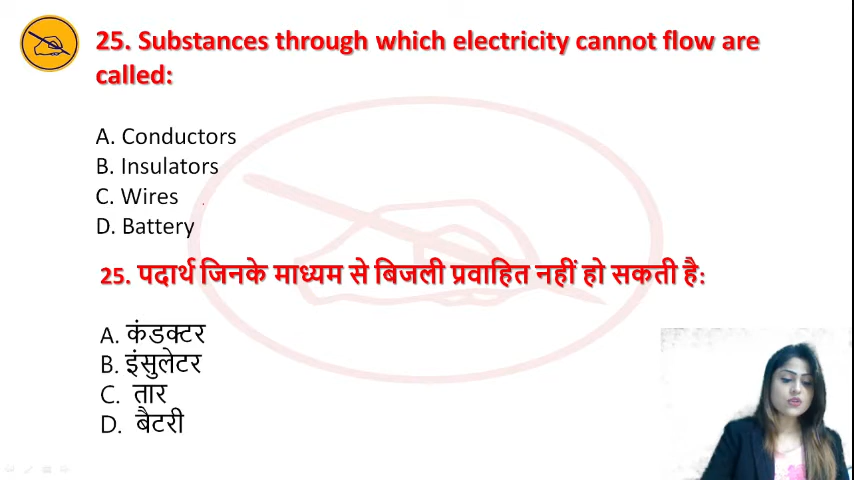 25. Substances through which electricity cannot flow are
called:
A. Conductors
B. Insulators
C. Wires
D. Battery
25. पदार्थ जिनके माध्यम से बिजली प्रवाहित नहीं हो सकती है:
A. कंडक्टर
B. इंसुलेटर
C. तार
D. बैटरी